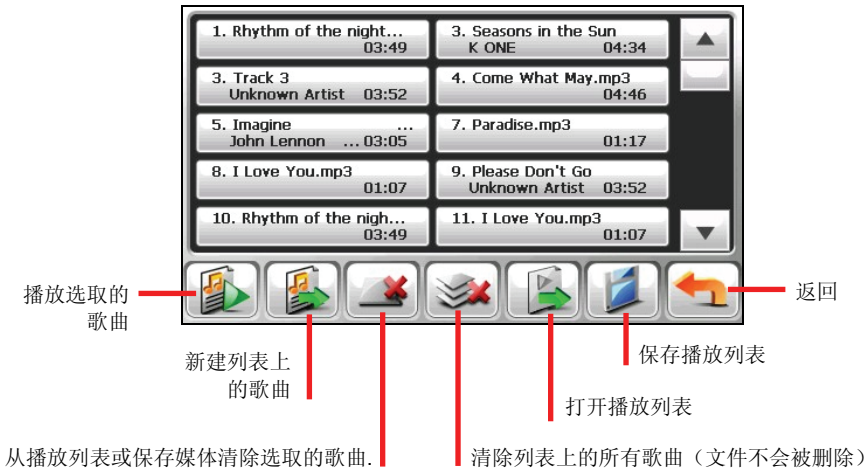 1. Rhythm of the night...
03:49
3. Seasons in the Sun
K ONE 04:34
3. Track 3
Unknown Artist 03:52
4. Come What May.mp3
04:46
5. Imagine ...
John Lennon ... 03:05
7. Paradise.mp3
01:17
8. I Love You.mp3
01:07
9. Please Don't Go
Unknown Artist 03:52
10. Rhythm of the nigh...
03:49
11. I Love You.mp3
01:07
播放选取的
歌曲
返回
新建列表上
的歌曲
保存播放列表
打开播放列表
从播放列表或保存媒体清除选取的歌曲.
清除列表上的所有歌曲（文件不会被删除）